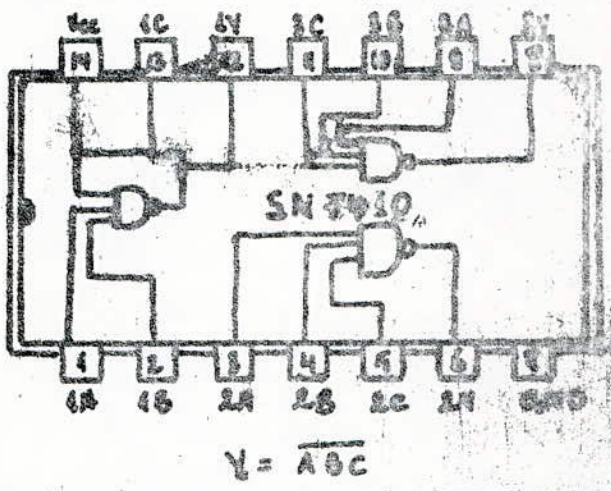 Vcc 1C 1Y 3C 3B 3A 3Y
14 13 12 11 10 9 8
SN 7410
1 2 3 4 5 6 7
1A 1B 2A 2B 2C 2Y GND
Y = A̅B̅C̅